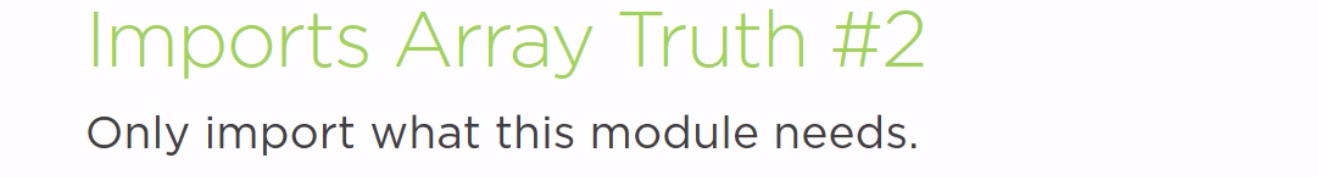 Imports Array Truth #2
Only import what this module needs.